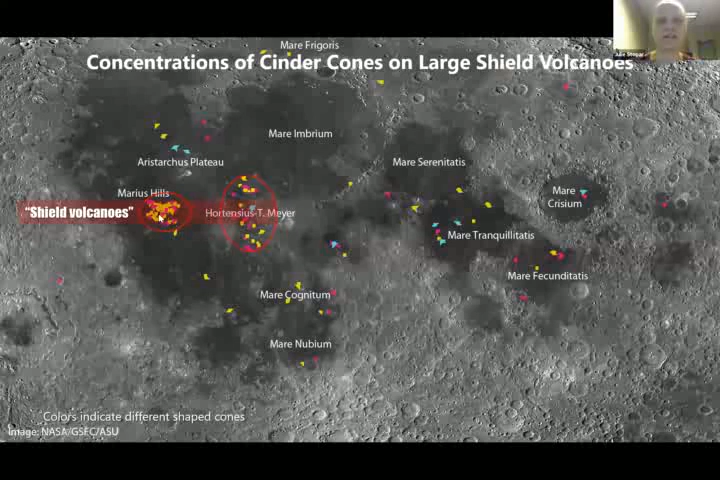 Mare Frigoris
Concentrations of Cinder Cones on Large Shield Volcanoes
Mare Imbrium
Aristarchus Plateau
Mare Serenitatis
Marius Hills
Mare
Crisium
"Shield volcanoes"
Hortensius-T. Meyer
Mare Tranquillitatis
Mare Fecunditatis
Mare Cognitum
Mare Nubium
Colors indicate different shaped cones
Image: NASA/GSFC/ASU